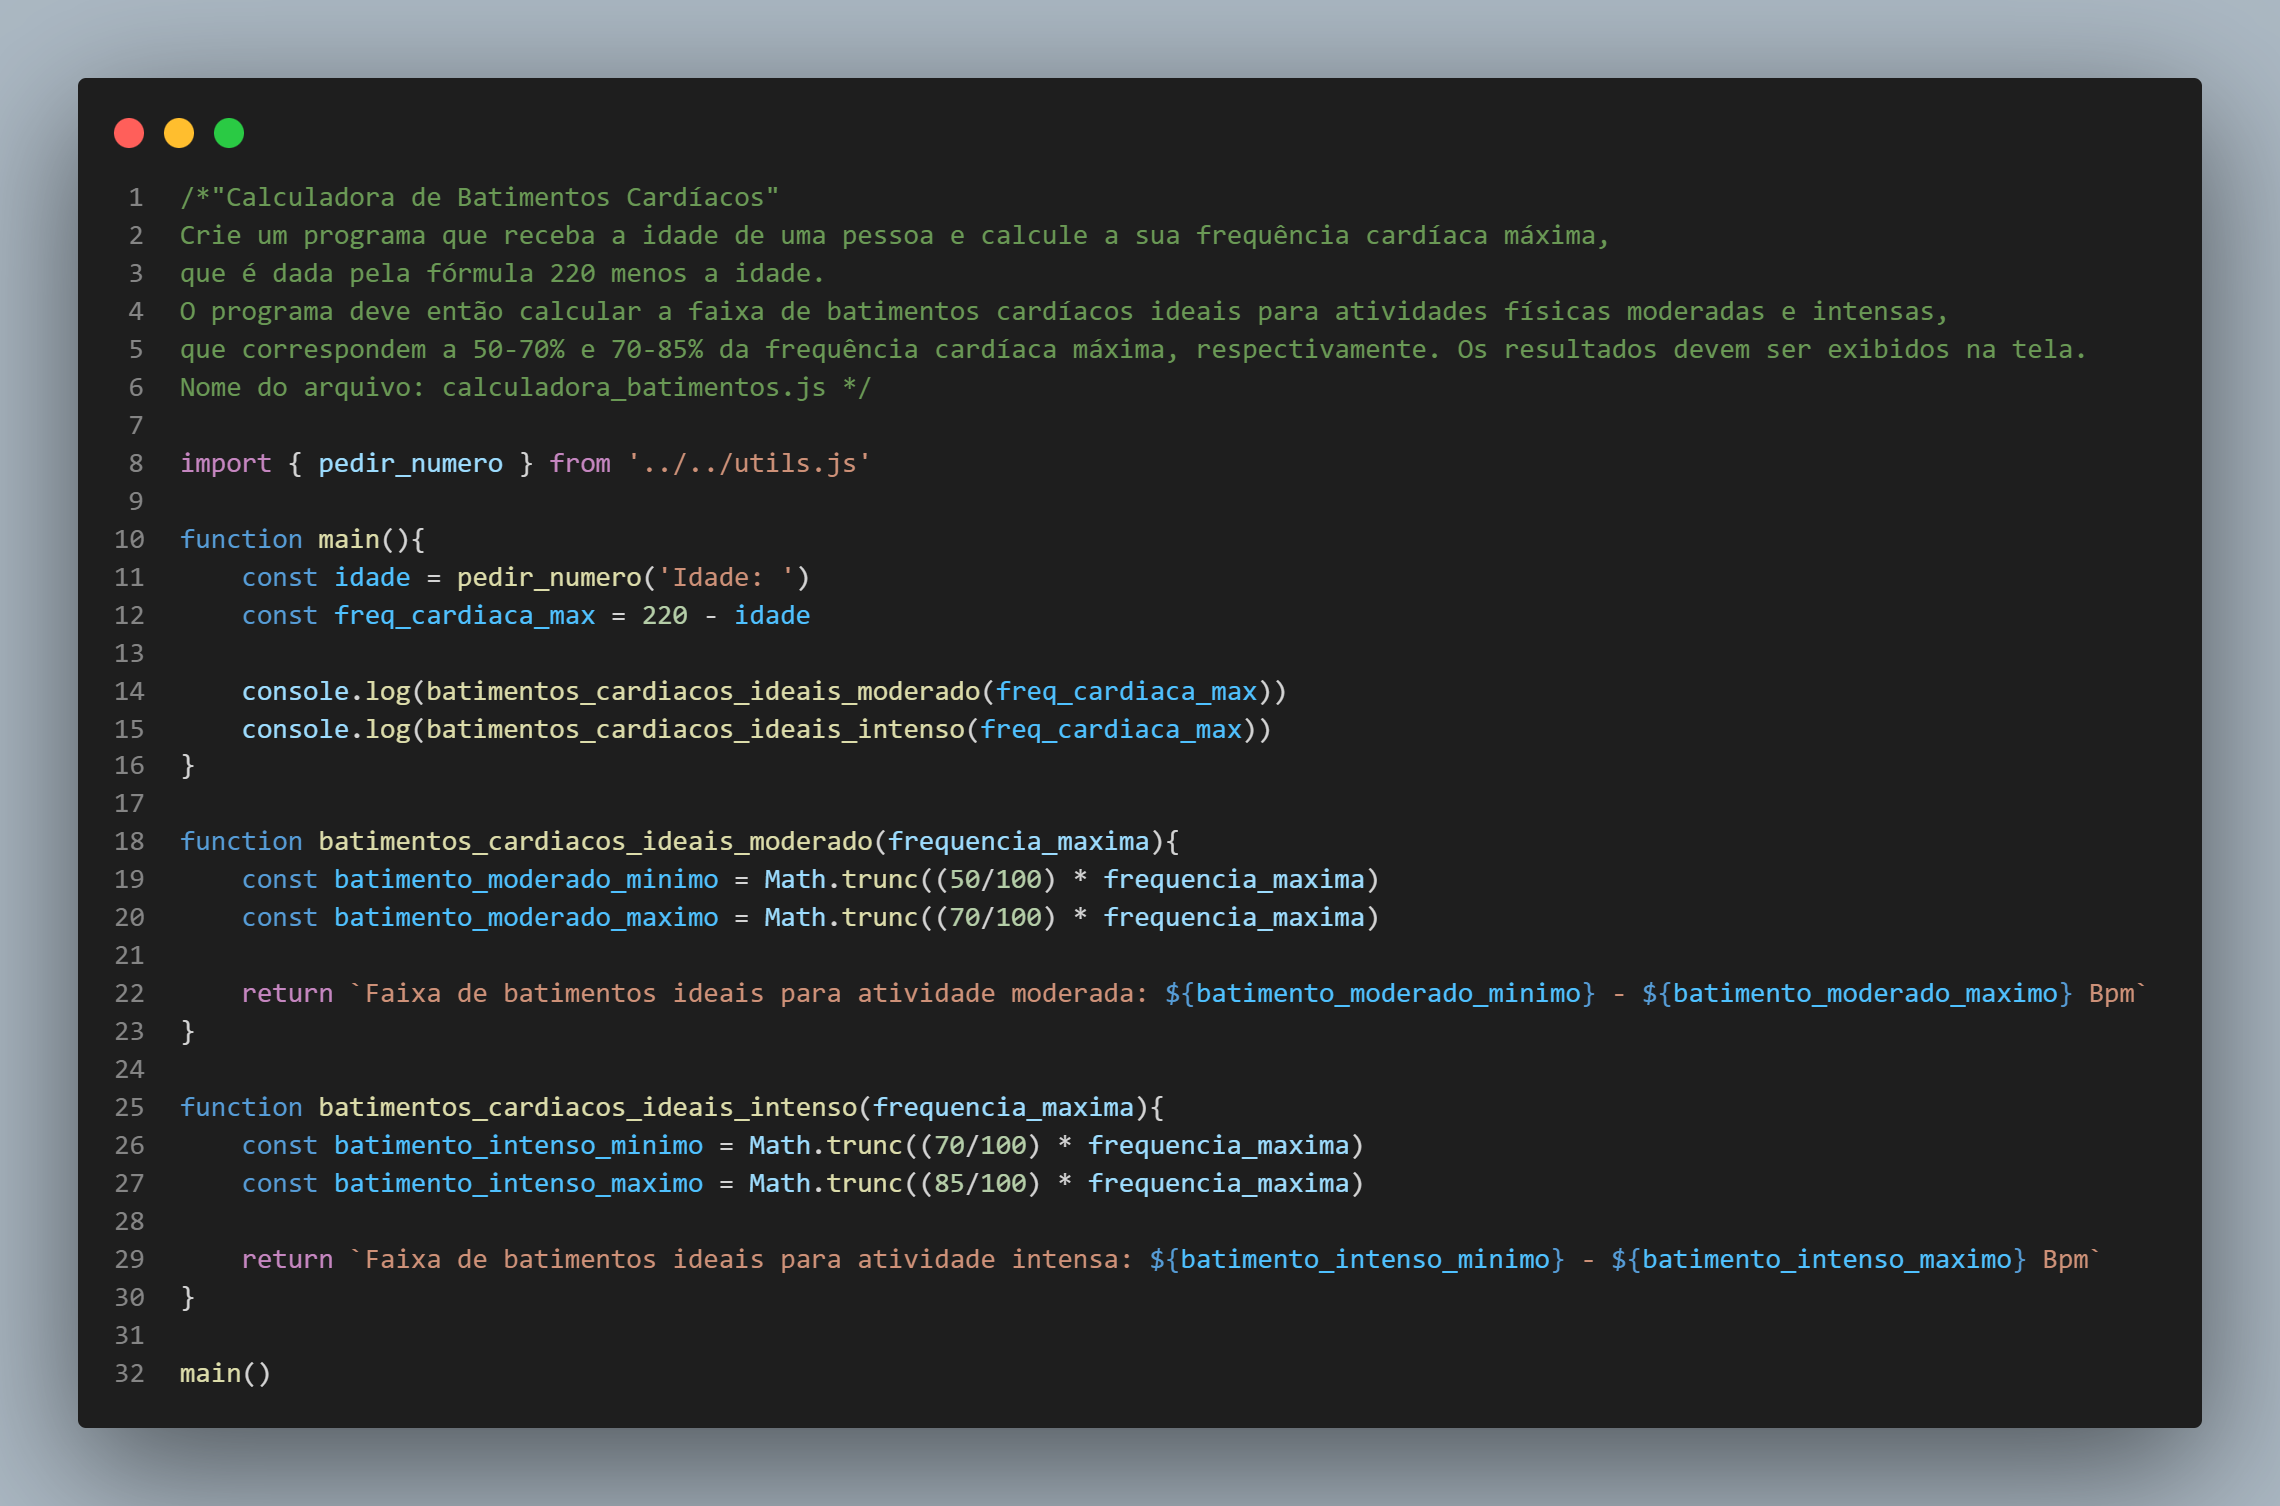 1 /*"Calculadora de Batimentos Cardíacos"
2 Crie um programa que receba a idade de uma pessoa e calcule a sua frequência cardíaca máxima,
3 que é dada pela fórmula 220 menos a idade.
4 O programa deve então calcular a faixa de batimentos cardíacos ideais para atividades físicas moderadas e intensas,
5 que correspondem a 50-70% e 70-85% da frequência cardíaca máxima, respectivamente. Os resultados devem ser exibidos na tela.
6 Nome do arquivo: calculadora_batimentos.js */
7
8 import { pedir_numero } from '../../utils.js'
9
10 function main(){
11     const idade = pedir_numero('Idade: ')
12     const freq_cardiaca_max = 220 - idade
13
14     console.log(batimentos_cardiacos_ideais_moderado(freq_cardiaca_max))
15     console.log(batimentos_cardiacos_ideais_intenso(freq_cardiaca_max))
16 }
17
18 function batimentos_cardiacos_ideais_moderado(frequencia_maxima){
19     const batimento_moderado_minimo = Math.trunc((50/100) * frequencia_maxima)
20     const batimento_moderado_maximo = Math.trunc((70/100) * frequencia_maxima)
21
22     return `Faixa de batimentos ideais para atividade moderada: ${batimento_moderado_minimo} - ${batimento_moderado_maximo} Bpm`
23 }
24
25 function batimentos_cardiacos_ideais_intenso(frequencia_maxima){
26     const batimento_intenso_minimo = Math.trunc((70/100) * frequencia_maxima)
27     const batimento_intenso_maximo = Math.trunc((85/100) * frequencia_maxima)
28
29     return `Faixa de batimentos ideais para atividade intensa: ${batimento_intenso_minimo} - ${batimento_intenso_maximo} Bpm`
30 }
31
32 main()